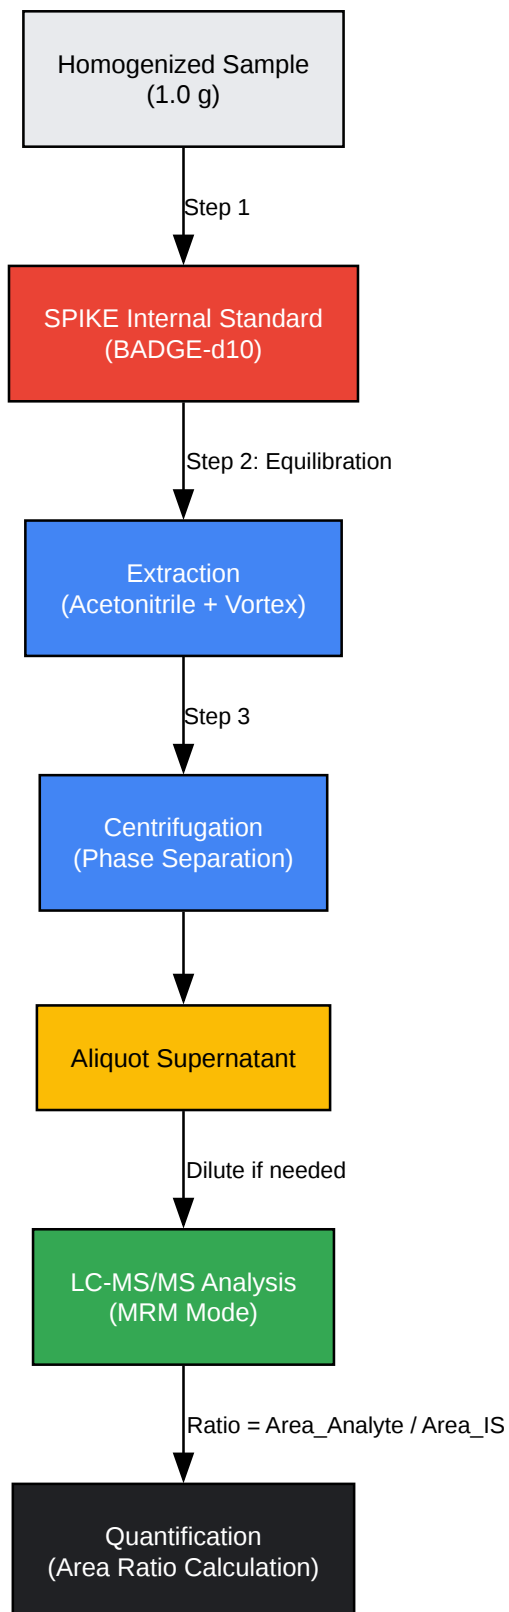 Homogenized Sample
(1.0 g)
Step 1
SPIKE Internal Standard
(BADGE-d10)
Step 2: Equilibration
Extraction
(Acetonitrile + Vortex)
Step 3
Centrifugation
(Phase Separation)
Aliquot Supernatant
Dilute if needed
LC-MS/MS Analysis
(MRM Mode)
Ratio = Area_Analyte / Area_IS
Quantification
(Area Ratio Calculation)